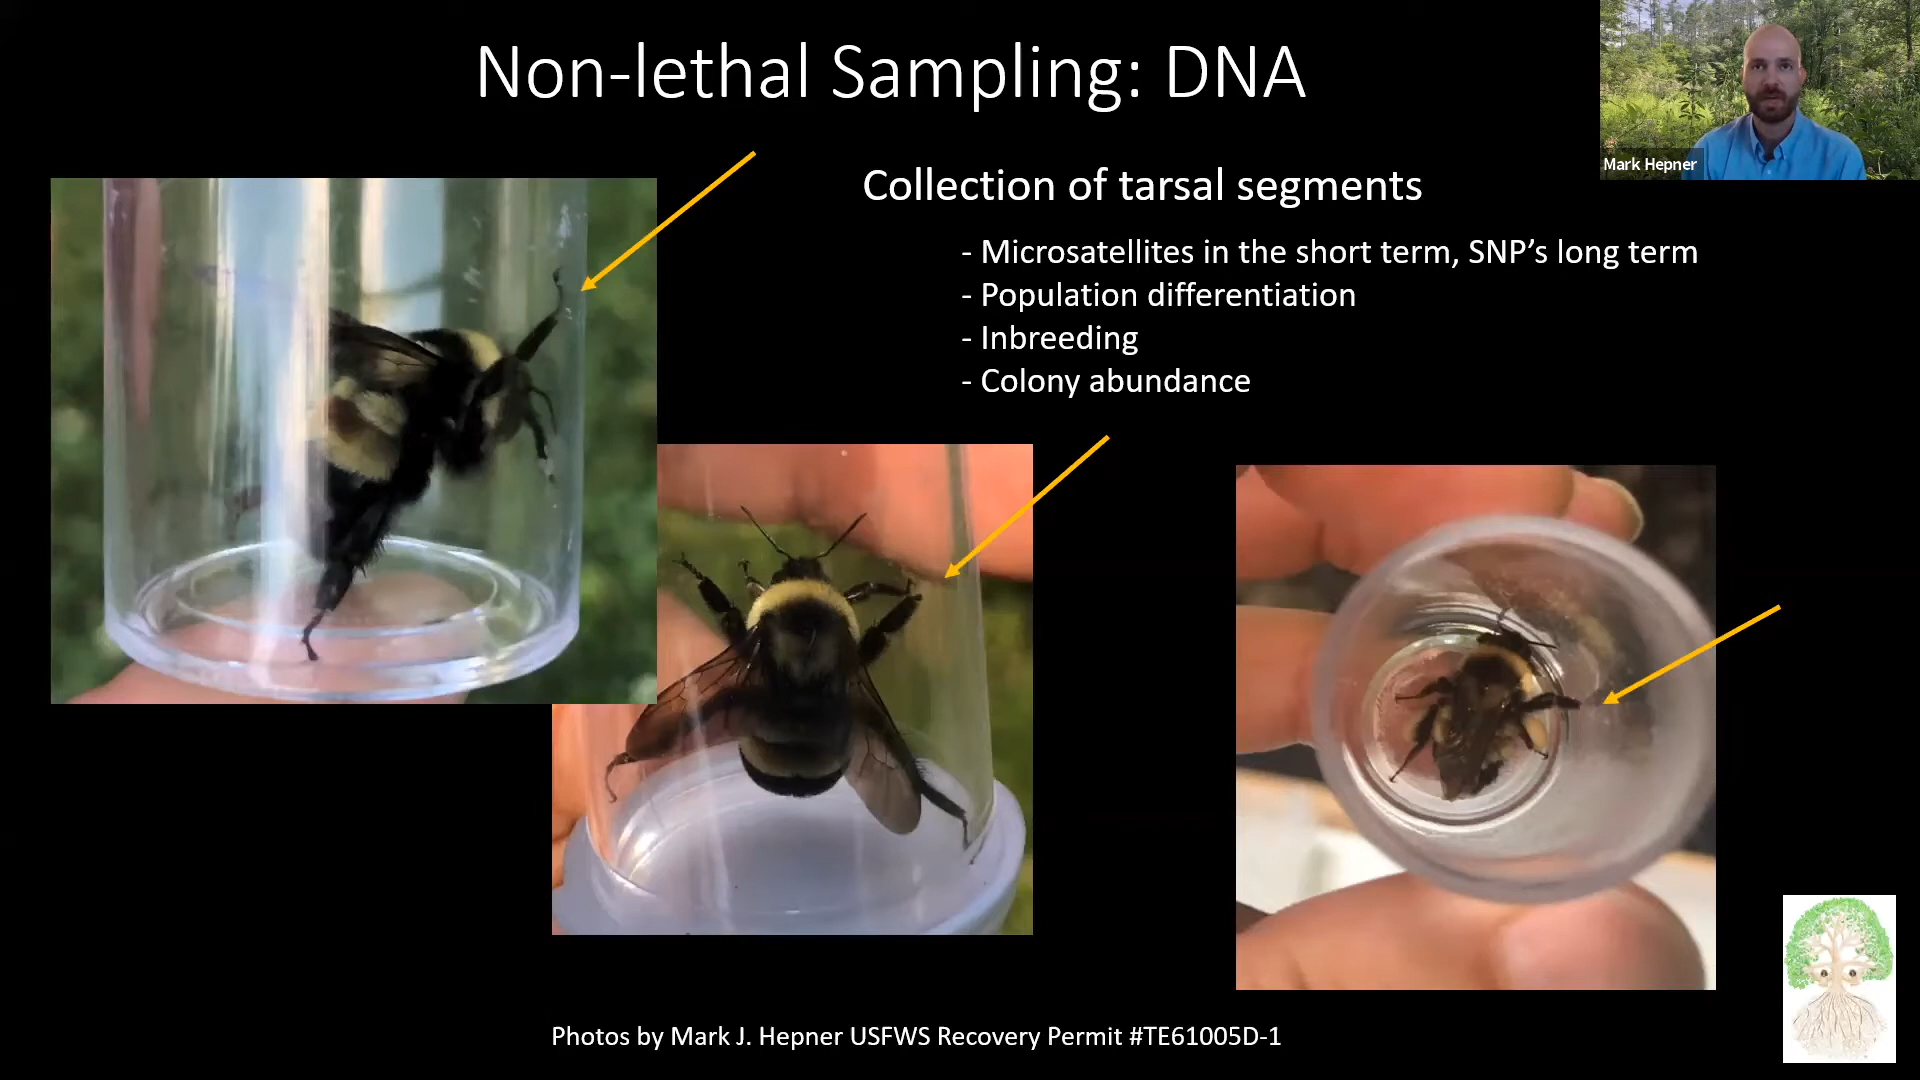 Non-lethal Sampling: DNA
Mark Hepner
Collection of tarsal segments
- Microsatellites in the short term, SNP’s long term
- Population differentiation
- Inbreeding
- Colony abundance
Photos by Mark J. Hepner USFWS Recovery Permit #TE61005D-1